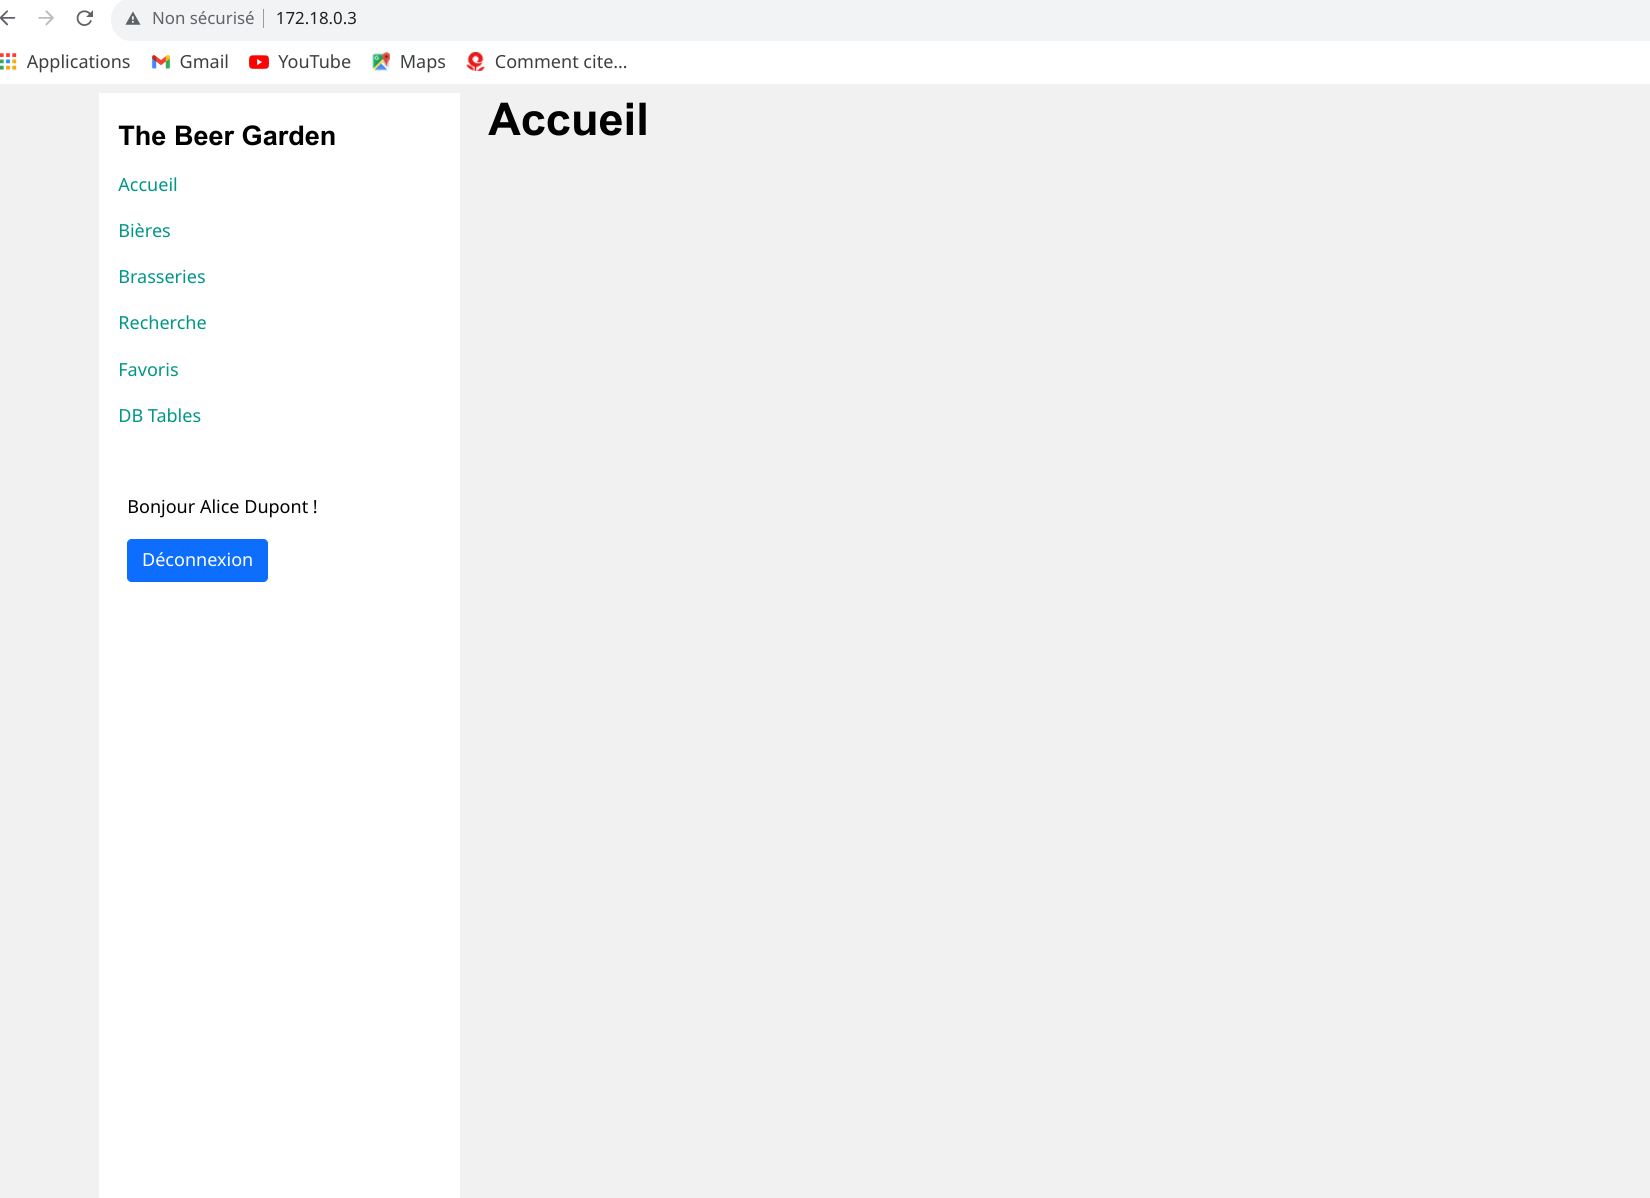 Non sécurisé 172.18.0.3
Applications Gmail YouTube Maps Comment cite...
The Beer Garden
Accueil
Bières
Brasseries
Recherche
Favoris
DB Tables
Bonjour Alice Dupont !
Déconnexion
Accueil